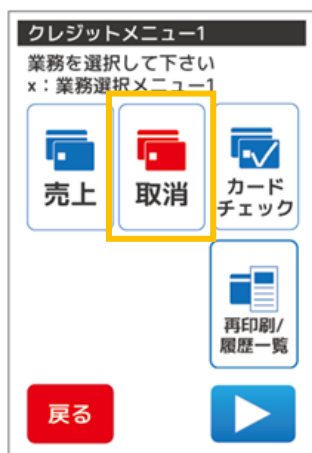 クレジットメニュー1
業務を選択して下さい
x：業務選択メニュー1
売上
取消
カード
チェック
再印刷/
履歴一覧
戻る